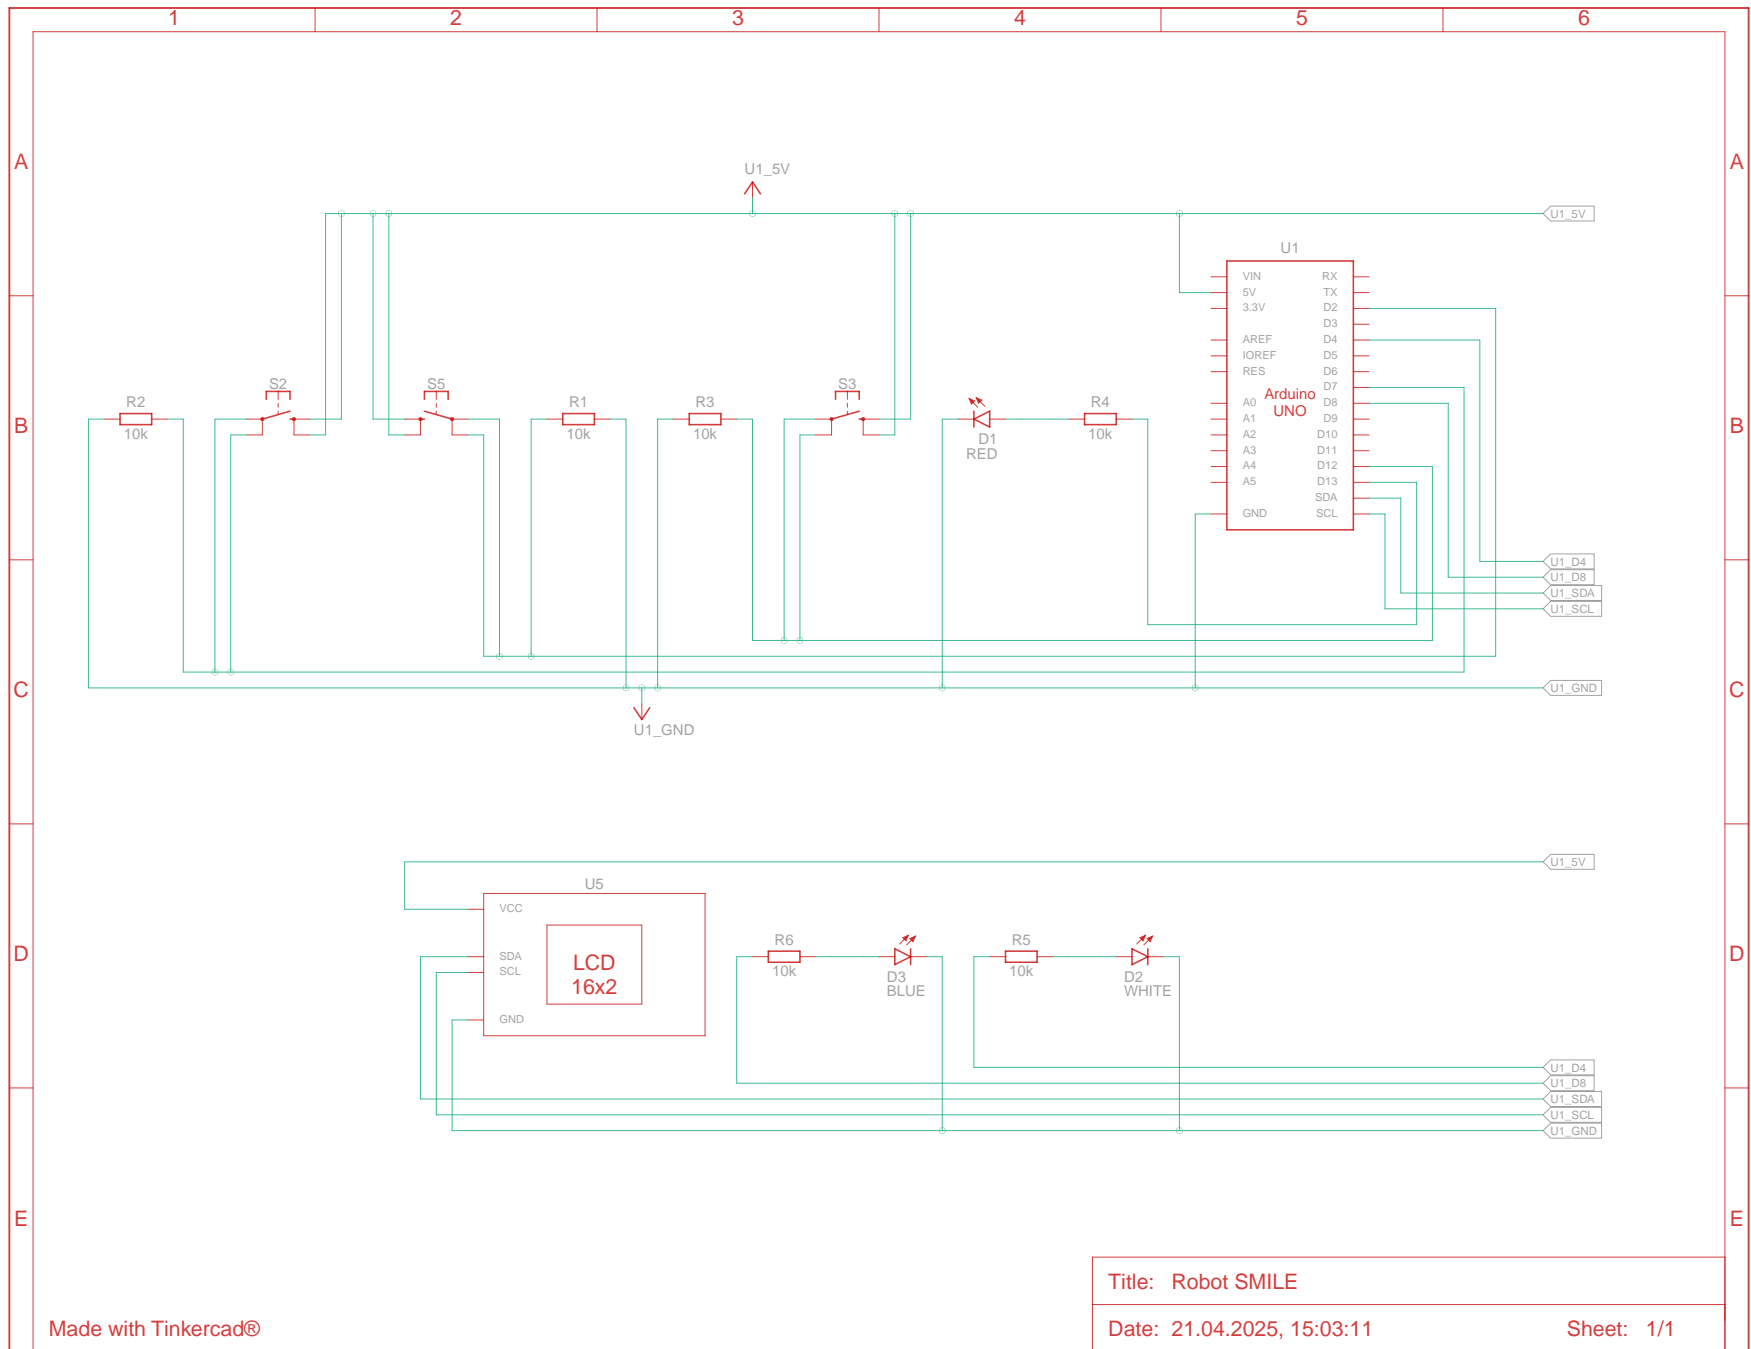 1 2 3 4 5 6
A A
U1_5V
U1_5V
U1
VIN RX
5V TX
3.3V D2
D3
AREF D4
IOREF D5
RES D6
D7
Arduino
UNO
A0 D8
A1 D9
A2 D10
A3 D11
A4 D12
A5 D13
SDA
GND SCL
B B
R2
10k
S2
S5
R1
10k
R3
10k
S3
D1
RED
R4
10k
U1_D4
U1_D8
U1_SDA
U1_SCL
C C
U1_GND
U1_GND
U1_5V
D D
U5
VCC
SDA
SCL
GND
LCD
16x2
R6
10k
D3
BLUE
R5
10k
D2
WHITE
U1_D4
U1_D8
U1_SDA
U1_SCL
U1_GND
E E
Title: Robot SMILE
Made with Tinkercad®
Date: 21.04.2025, 15:03:11 Sheet: 1/1